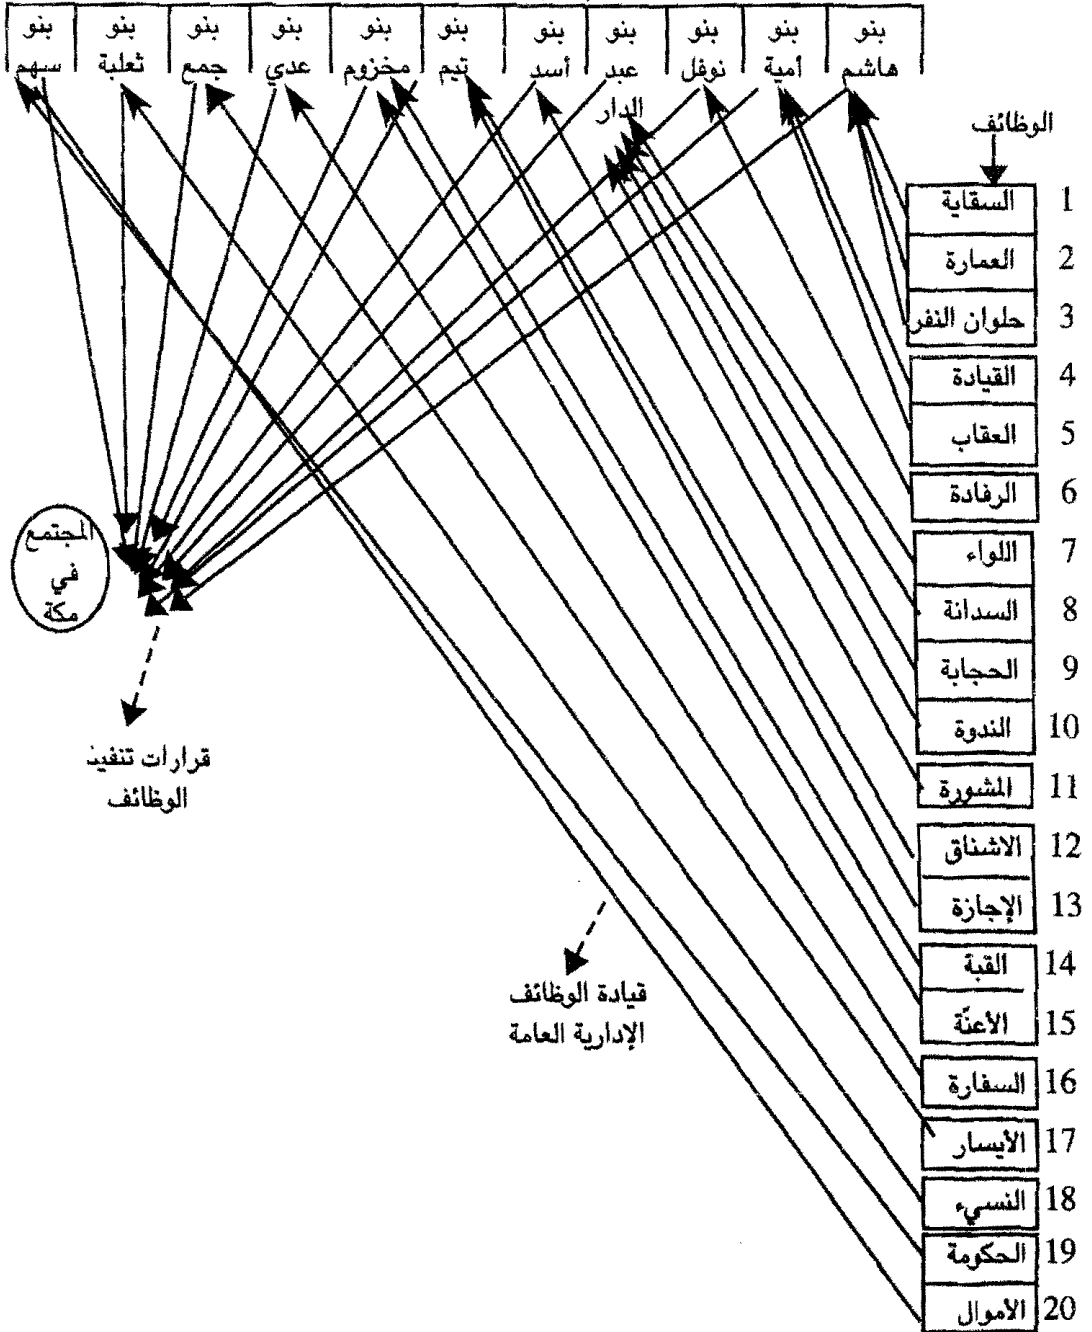 بنو هاشم
بنو أمية
بنو نوفل
بنو عبد الدار
بنو أسد
بنو تيم
بنو مخزوم
بنو عدي
بنو جمع
بنو ثعلبة
بنو سهم
الوظائف
1 السقاية
2 العمارة
3 حلوان النفر
4 القيادة
5 العقاب
6 الرفادة
7 اللواء
8 السدانة
9 الحجابة
10 الندوة
11 المشورة
12 الاشناق
13 الإجازة
14 القبة
15 الأعنّة
16 السفارة
17 الأيسار
18 النسيء
19 الحكومة
20 الأموال
المجتمع
في
مكة
قرارات تنفيذ
الوظائف
قيادة الوظائف
الإدارية العامة